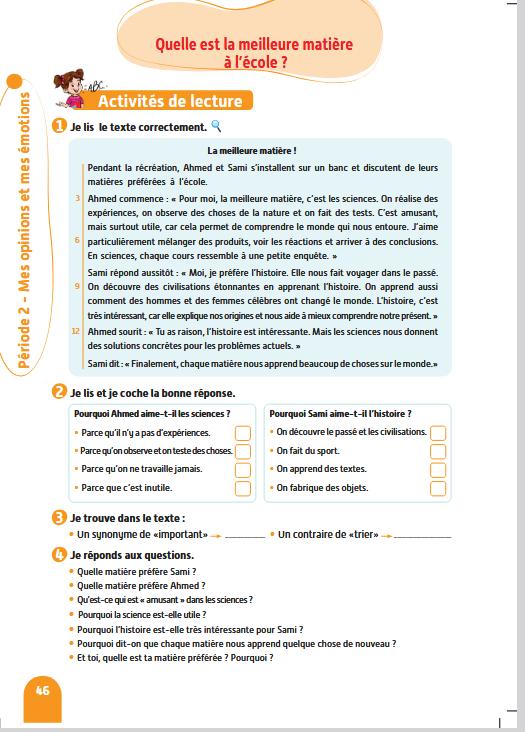 Quelle est la meilleure matière
à l'école ?
ABC
Activités de lecture
Période 2 - Mes opinions et mes émotions
1 Je lis le texte correctement.
La meilleure matière !
Pendant la récréation, Ahmed et Sami s'installent sur un banc et discutent de leurs
matières préférées à l'école.
3 Ahmed commence : « Pour moi, la meilleure matière, c'est les sciences. On réalise des
expériences, on observe des choses de la nature et on fait des tests. C'est amusant,
mais surtout utile, car cela permet de comprendre le monde qui nous entoure. J'aime
6 particulièrement mélanger des produits, voir les réactions et arriver à des conclusions.
En sciences, chaque cours ressemble à une petite enquête. »
Sami répond aussitôt : « Moi, je préfère l'histoire. Elle nous fait voyager dans le passé.
9 On découvre des civilisations étonnantes en apprenant l'histoire. On apprend aussi
comment des hommes et des femmes célèbres ont changé le monde. L'histoire, c'est
très intéressant, car elle explique nos origines et nous aide à mieux comprendre notre présent. »
12 Ahmed sourit : « Tu as raison, l'histoire est intéressante. Mais les sciences nous donnent
des solutions concrètes pour les problèmes actuels. »
Sami dit : « Finalement, chaque matière nous apprend beaucoup de choses sur le monde.»
2 Je lis et je coche la bonne réponse.
Pourquoi Ahmed aime-t-il les sciences ?
• Parce qu'il n'y a pas d'expériences.
• Parce qu'on observe et on teste des choses.
• Parce qu'on ne travaille jamais.
• Parce que c'est inutile.
Pourquoi Sami aime-t-il l'histoire ?
• On découvre le passé et les civilisations.
• On fait du sport.
• On apprend des textes.
• On fabrique des objets.
3 Je trouve dans le texte :
• Un synonyme de «important» → ________ • Un contraire de «trier» → ____________
4 Je réponds aux questions.
• Quelle matière préfère Sami ?
• Quelle matière préfère Ahmed ?
• Qu'est-ce qui est « amusant » dans les sciences ?
• Pourquoi la science est-elle utile ?
• Pourquoi l'histoire est-elle très intéressante pour Sami ?
• Pourquoi dit-on que chaque matière nous apprend quelque chose de nouveau ?
• Et toi, quelle est ta matière préférée ? Pourquoi ?
46